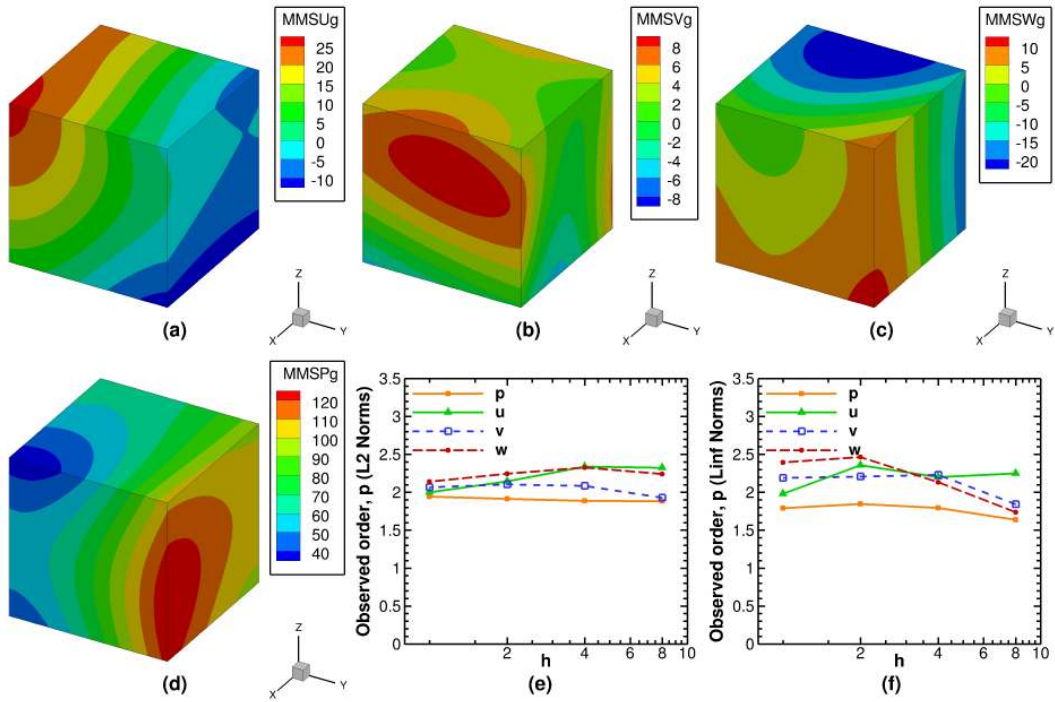 MMSUg
25
20
15
10
5
0
-5
-10
Z
X
Y
(a)
MMSVg
8
6
4
2
0
-2
-4
-6
-8
Z
X
Y
(b)
MMSWg
10
5
0
-5
-10
-15
-20
Z
X
Y
(c)
MMSPg
120
110
100
90
80
70
60
50
40
Z
X
Y
(d)
Observed order, p (L2 Norms)
3.5
3
2.5
2
1.5
1
0.5
0
p
u
v
w
2 4 6 8 10
h
(e)
Observed order, p (Linf Norms)
3.5
3
2.5
2
1.5
1
0.5
0
p
u
v
w
2 4 6 8 10
h
(f)